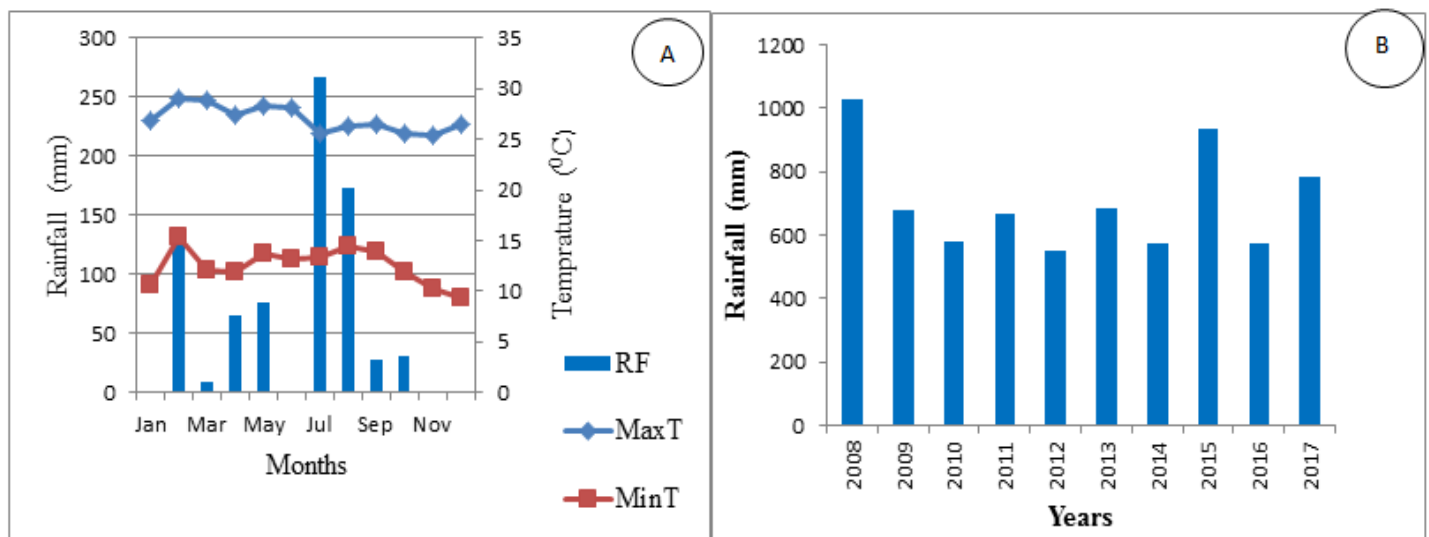 A
300
250
200
150
100
50
0
Rainfall (mm)
35
30
25
20
15
10
5
0
Temprature (⁰C)
Jan Mar May Jul Sep Nov
Months
RF
MaxT
MinT
B
1200
1000
800
600
400
200
0
Rainfall (mm)
2008 2009 2010 2011 2012 2013 2014 2015 2016 2017
Years